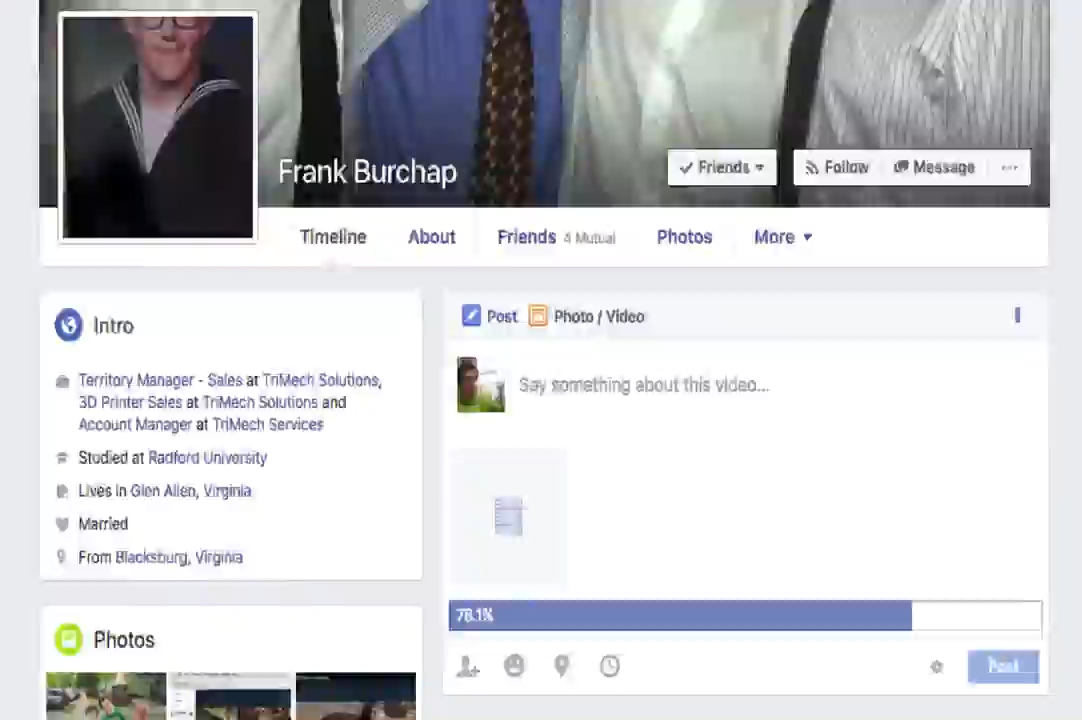 Frank Burchap
Friends
Follow
Message
Timeline
About
Friends 4 Mutual
Photos
More
Intro
Territory Manager - Sales at TriMech Solutions,
3D Printer Sales at TriMech Solutions and
Account Manager at TriMech Services
Studied at Radford University
Lives in Glen Allen, Virginia
Married
From Blacksburg, Virginia
Photos
Post
Photo / Video
Say something about this video...
78.1%
Post